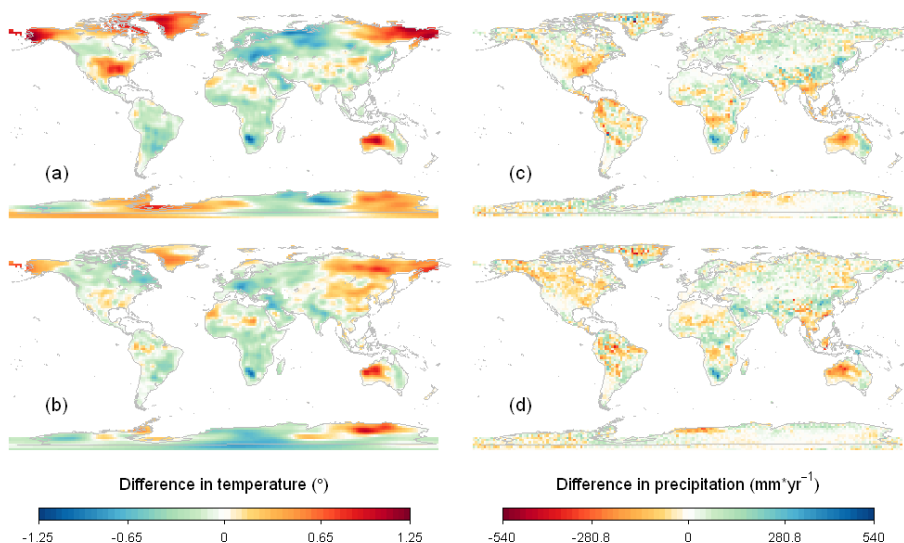 (a)
(c)
(b)
(d)
Difference in temperature (°)
Difference in precipitation (mm*yr⁻¹)
-1.25 -0.65 0 0.65 1.25
-540 -280.8 0 280.8 540